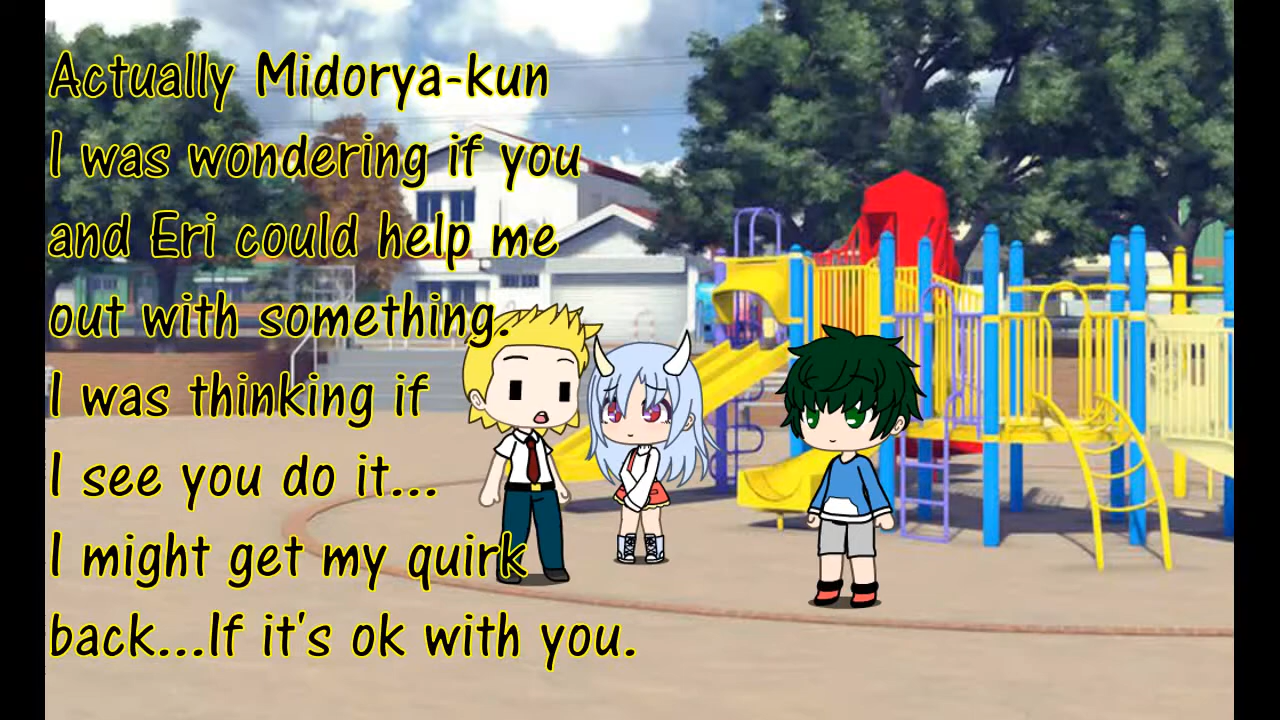 Actually Midorya-kun
I was wondering if you
and Eri could help me
out with something.
I was thinking if
I see you do it...
I might get my quirk
back...If it's ok with you.